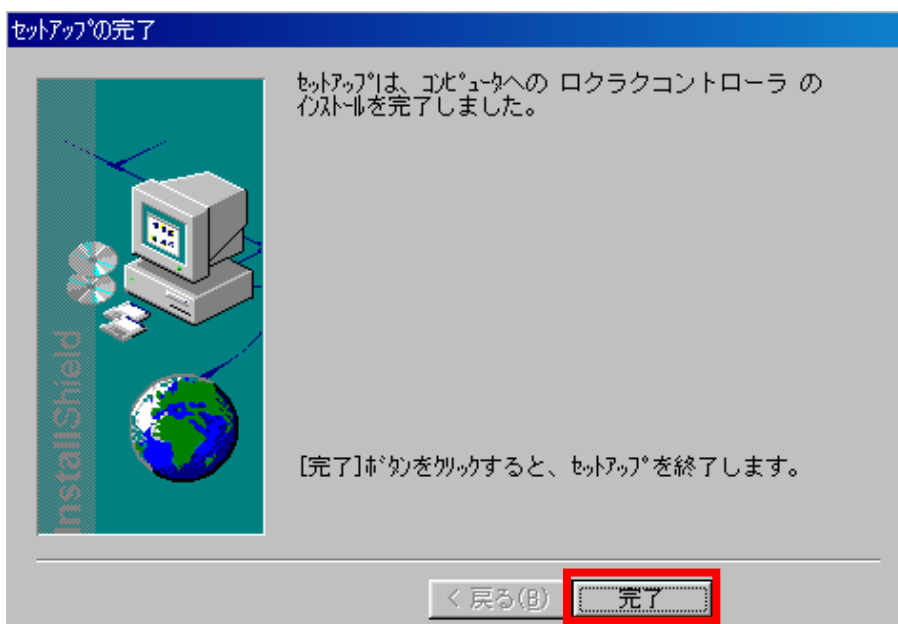 セットアップの完了
セットアップは、コンピュータへの ロクラクコントローラ の
インストールを完了しました。
InstallShield
[完了]ボタンをクリックすると、セットアップを終了します。
< 戻る(B)
完了